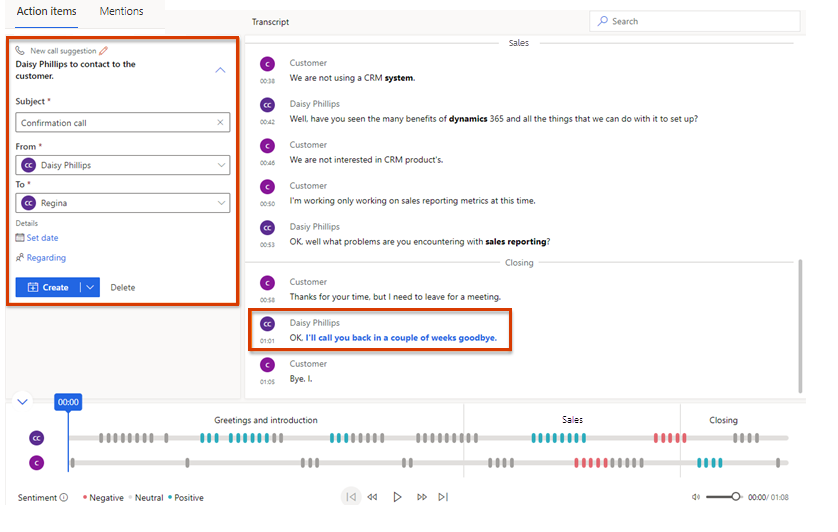 Action items
Mentions
New call suggestion
Daisy Phillips to contact to the
customer.
Subject *
Confirmation call
From *
CC Daisy Phillips
To *
CC Regina
Details
Set date
Regarding
Create
Delete
Transcript
Search
Sales
C Customer
00:38 We are not using a CRM system.
CC Daisy Phillips
00:42 Well, have you seen the many benefits of dynamics 365 and all the things that we can do with it to set up?
C Customer
00:46 We are not interested in CRM product's.
C Customer
00:50 I'm working only working on sales reporting metrics at this time.
CC Dasiy Phillips
00:53 OK, well what problems are you encountering with sales reporting?
Closing
C Customer
00:58 Thanks for your time, but I need to leave for a meeting.
CC Daisy Phillips
01:01 OK, I'll call you back in a couple of weeks goodbye.
C Customer
01:05 Bye. I.
00:00
Greetings and introduction
Sales
Closing
CC
C
Sentiment
Negative
Neutral
Positive
00:00/ 01:08